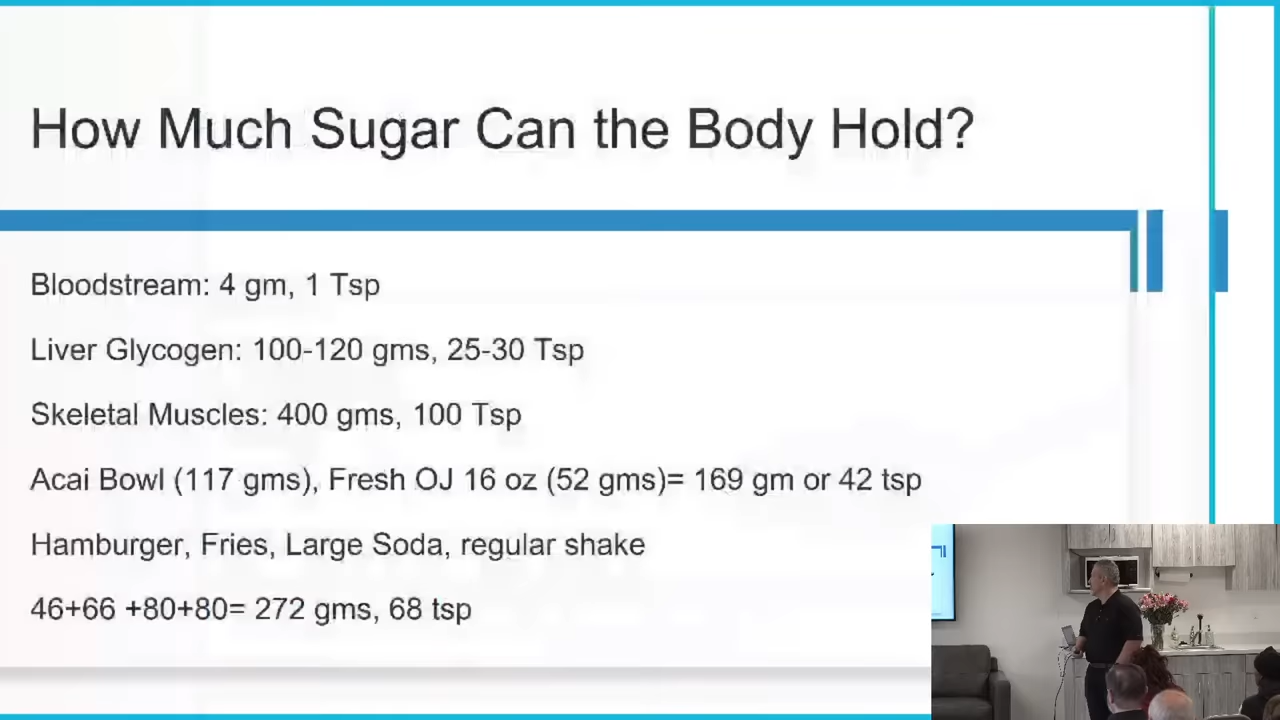 How Much Sugar Can the Body Hold?
Bloodstream: 4 gm, 1 Tsp
Liver Glycogen: 100-120 gms, 25-30 Tsp
Skeletal Muscles: 400 gms, 100 Tsp
Acai Bowl (117 gms), Fresh OJ 16 oz (52 gms)= 169 gm or 42 tsp
Hamburger, Fries, Large Soda, regular shake
46+66 +80+80= 272 gms, 68 tsp